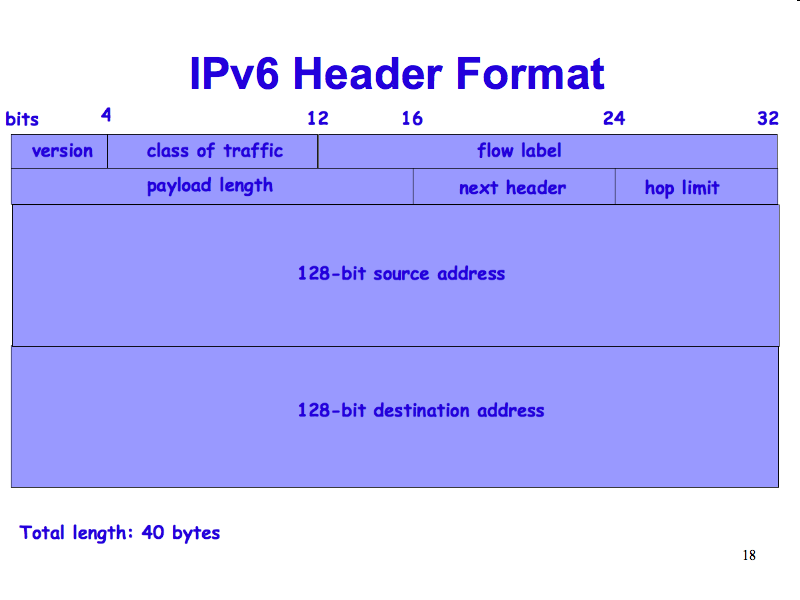 IPv6 Header Format
bits 4 12 16 24 32
version class of traffic flow label
payload length next header hop limit
128-bit source address
128-bit destination address
Total length: 40 bytes
18